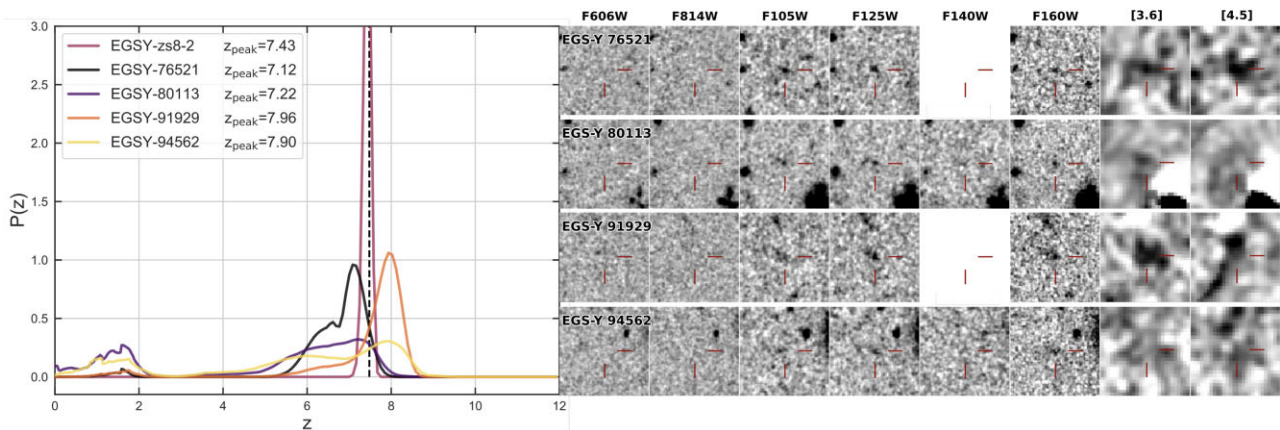 3.0
2.5
2.0
1.5
1.0
0.5
0.0
P(z)
EGSY-zs8-2 z_peak=7.43
EGSY-76521 z_peak=7.12
EGSY-80113 z_peak=7.22
EGSY-91929 z_peak=7.96
EGSY-94562 z_peak=7.90
0 2 4 6 8 10 12
z
F606W F814W F105W F125W F140W F160W [3.6] [4.5]
EGS-Y 76521
EGS-Y 80113
EGS-Y 91929
EGS-Y 94562